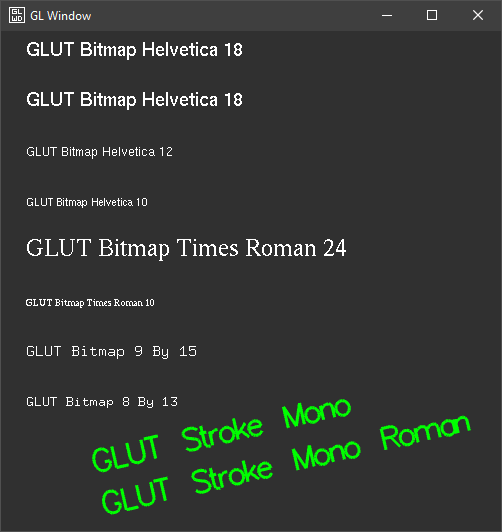 GL Window
GLUT Bitmap Helvetica 18
GLUT Bitmap Helvetica 18
GLUT Bitmap Helvetica 12
GLUT Bitmap Helvetica 10
GLUT Bitmap Times Roman 24
GLUT Bitmap Times Roman 10
GLUT Bitmap 9 By 15
GLUT Bitmap 8 By 13
GLUT Stroke Mono
GLUT Stroke Mono Roman